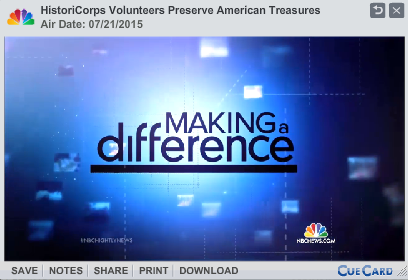 HistoriCorps Volunteers Preserve American Treasures
Air Date: 07/21/2015
MAKING a
difference
#NBCNIGHTLYNEWS
NBCNEWS.COM
SAVE NOTES SHARE PRINT DOWNLOAD CUECARD